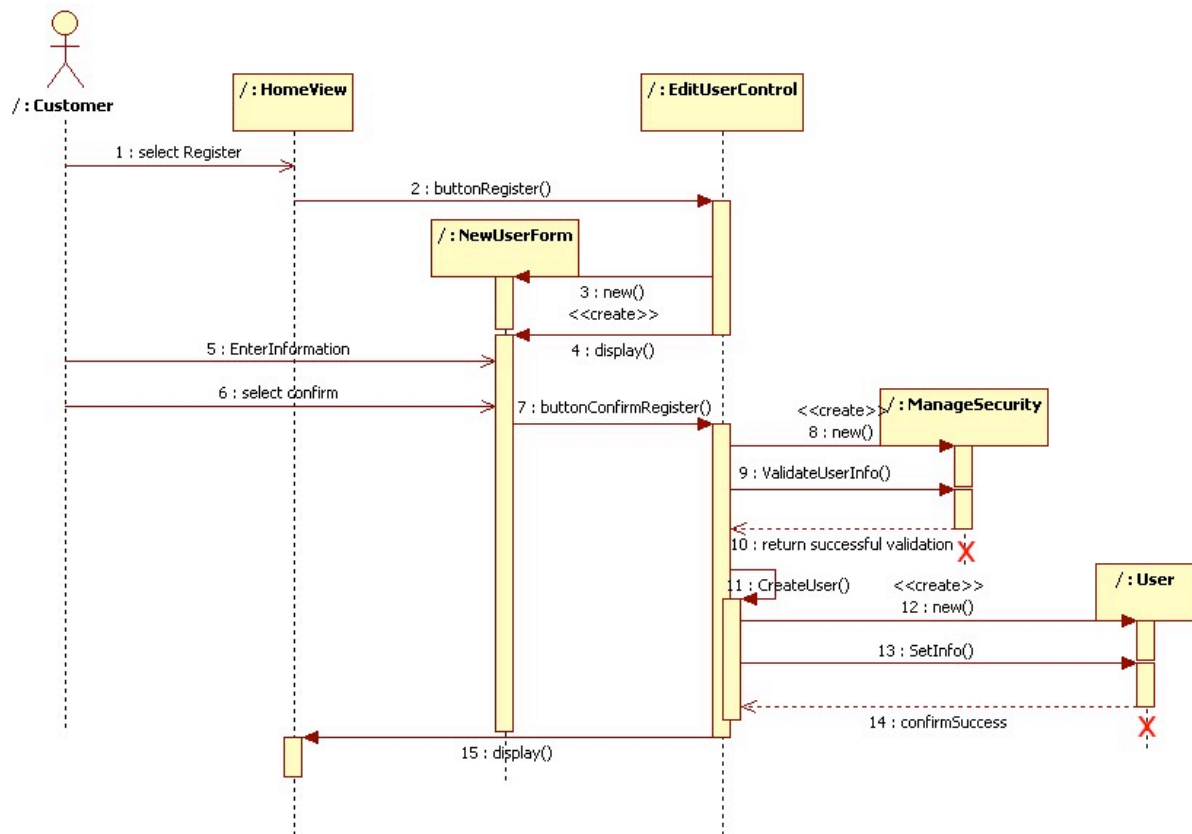 / : Customer
/ : HomeView
/ : EditUserControl
1 : select Register
2 : buttonRegister()
/ : NewUserForm
3 : new()
<<create>>
4 : display()
5 : EnterInformation
6 : select confirm
7 : buttonConfirmRegister()
<<create>>
/ : ManageSecurity
8 : new()
9 : ValidateUserInfo()
10 : return successful validation
X
11 : CreateUser()
<<create>>
/ : User
12 : new()
13 : SetInfo()
14 : confirmSuccess
X
15 : display()